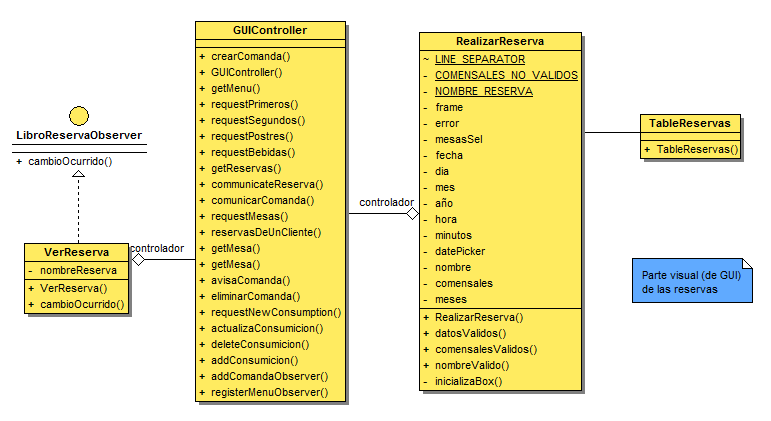 LibroReservaObserver
+ cambioOcurrido()
VerReserva
- nombreReserva
+ VerReserva()
+ cambioOcurrido()
controlador
GUIController
+ crearComanda()
+ GUIController()
+ getMenu()
+ requestPrimeros()
+ requestSegundos()
+ requestPostres()
+ requestBebidas()
+ getReservas()
+ communicateReserva()
+ comunicarComanda()
+ requestMesas()
+ reservasDeUnCliente()
+ getMesa()
+ getMesa()
+ avisaComanda()
+ eliminarComanda()
+ requestNewConsumption()
+ actualizaConsumicion()
+ deleteConsumicion()
+ addConsumicion()
+ addComandaObserver()
+ registerMenuObserver()
controlador
RealizarReserva
~ LINE_SEPARATOR
- COMENSALES_NO_VALIDOS
- NOMBRE_RESERVA
- frame
- error
- mesasSel
- fecha
- dia
- mes
- año
- hora
- minutos
- datePicker
- nombre
- comensales
- meses
+ RealizarReserva()
- datosValidos()
+ comensalesValidos()
+ nombreValido()
- inicializaBox()
TableReservas
+ TableReservas()
Parte visual (de GUI)
de las reservas